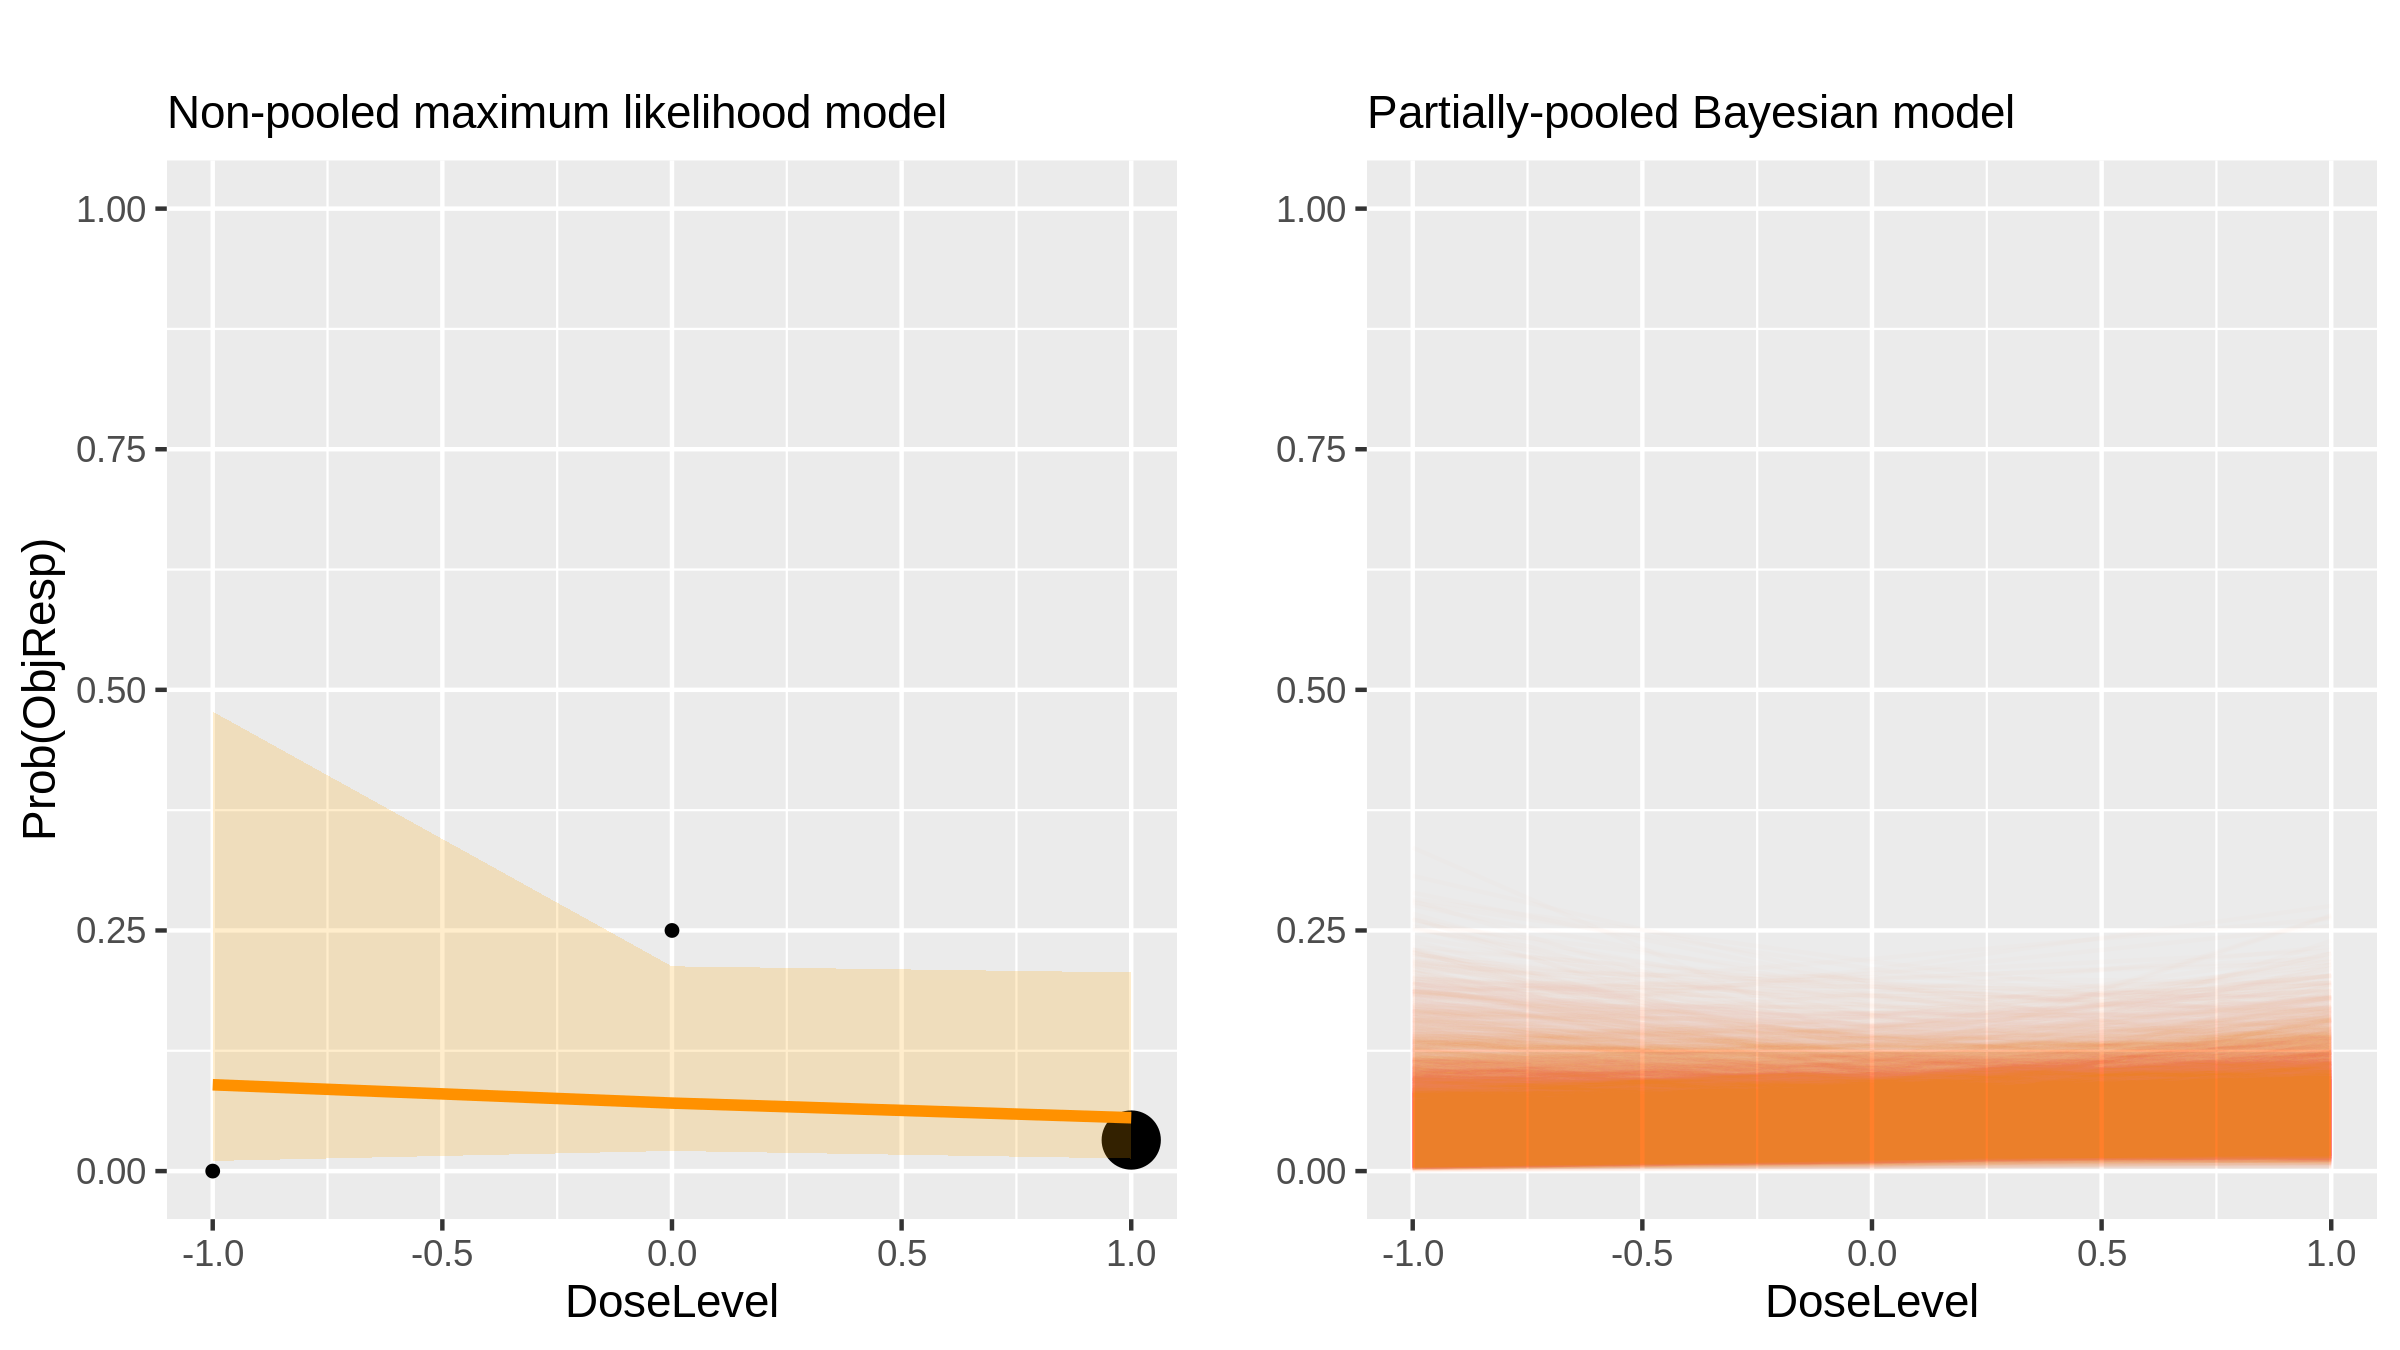 Non-pooled maximum likelihood model
Prob(ObjResp)
1.00
0.75
0.50
0.25
0.00
-1.0 -0.5 0.0 0.5 1.0
DoseLevel
Partially-pooled Bayesian model
1.00
0.75
0.50
0.25
0.00
-1.0 -0.5 0.0 0.5 1.0
DoseLevel